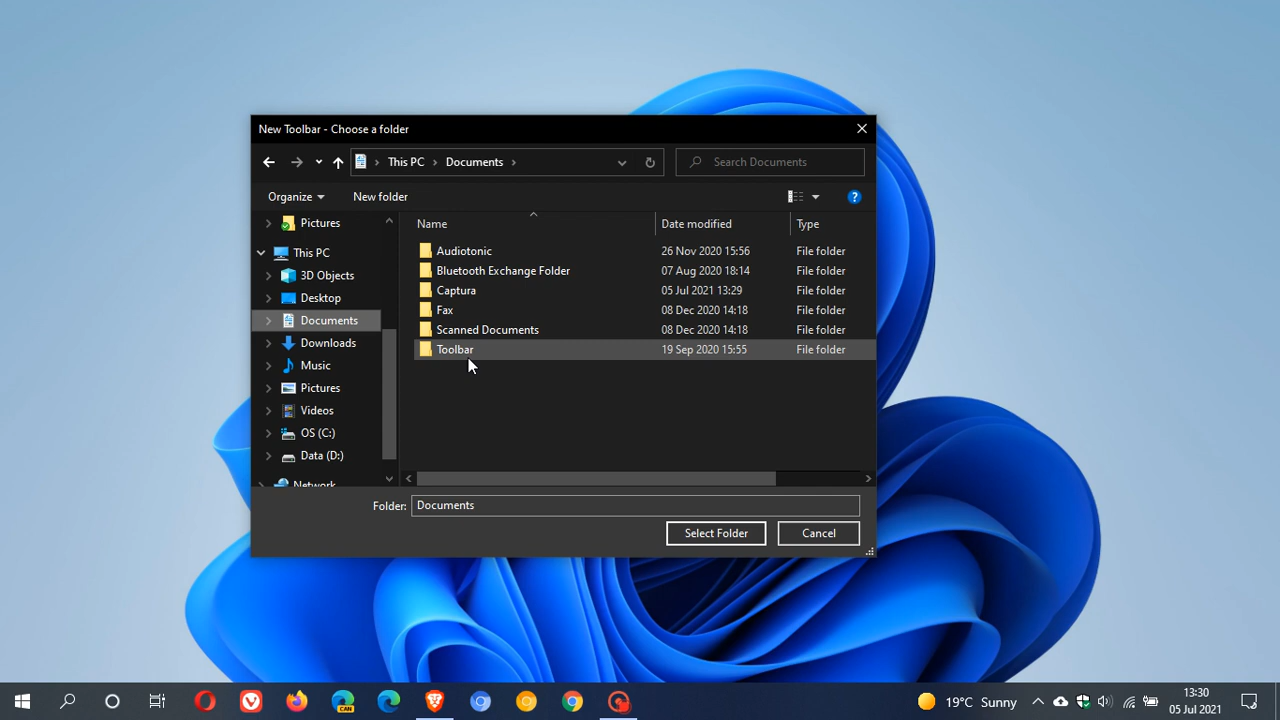 New Toolbar - Choose a folder
This PC
Documents
Search Documents
Organize
New folder
?
Name
Date modified
Type
Pictures
This PC
3D Objects
Desktop
Documents
Downloads
Music
Pictures
Videos
OS (C:)
Data (D:)
Network
Audiotonic 26 Nov 2020 15:56 File folder
Bluetooth Exchange Folder 07 Aug 2020 18:14 File folder
Captura 05 Jul 2021 13:29 File folder
Fax 08 Dec 2020 14:18 File folder
Scanned Documents 08 Dec 2020 14:18 File folder
Toolbar 19 Sep 2020 15:55 File folder
Folder: Documents
Select Folder
Cancel
CAN
19°C Sunny
13:30
05 Jul 2021